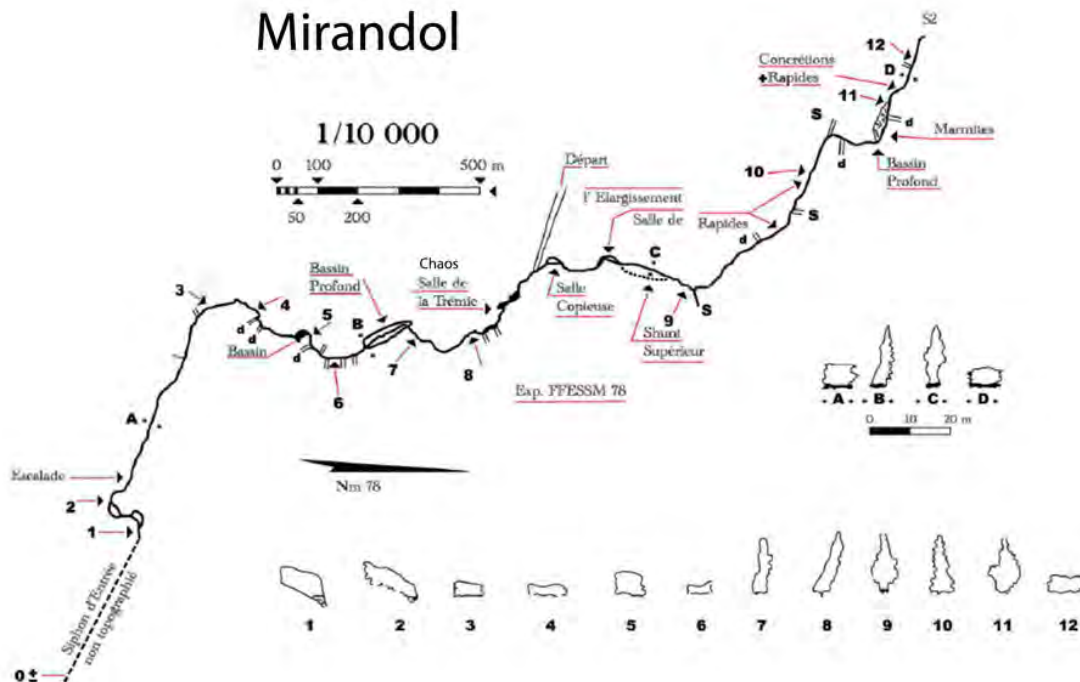 Mirandol
1/10 000
0 100 500 m
50 200
S2
12
D
Concrétions
+Rapides
11
d
Marmites
S
d
Bassin
Profond
10
Départ
l' Elargissement
Salle de
Rapides
S
d
C
Chaos
Salle de
la Trémie
Bassin
Profond
Salle
Copieuse
9
S
Shunt
Supérieur
3
4
d
5
B
Bassin
d
6
7
8
Exp. FFESSM 78
A
Escalade
2
1
Nm 78
Siphon d'Entrée
non topographié
0 ±
A B C D
0 10 20 m
1 2 3 4 5 6 7 8 9 10 11 12